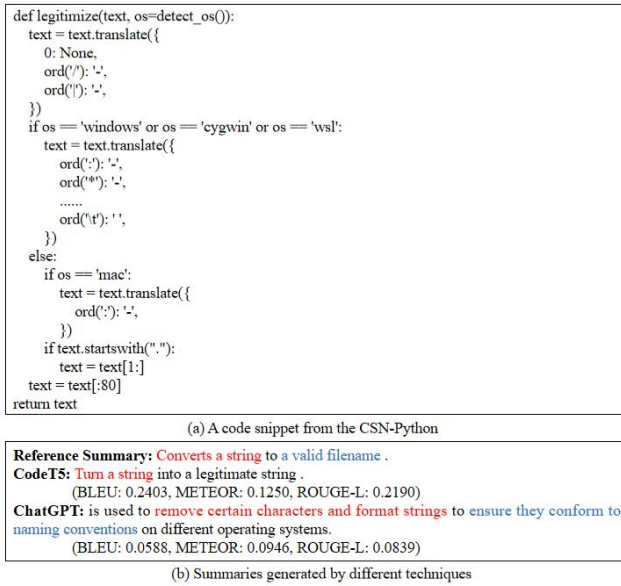 def legitimize(text, os=detect_os()):
text = text.translate({
0: None,
ord('/'): '-',
ord('|'): '-',
})
if os == 'windows' or os == 'cygwin' or os == 'wsl':
text = text.translate({
ord(':'): '-',
ord('*'): '-',
......
ord('\t'): ' ',
})
else:
if os == 'mac':
text = text.translate({
ord(':'): '-',
})
if text.startswith("."):
text = text[1:]
text = text[:80]
return text
(a) A code snippet from the CSN-Python
Reference Summary: Converts a string to a valid filename .
CodeT5: Turn a string into a legitimate string .
(BLEU: 0.2403, METEOR: 0.1250, ROUGE-L: 0.2190)
ChatGPT: is used to remove certain characters and format strings to ensure they conform to
naming conventions on different operating systems.
(BLEU: 0.0588, METEOR: 0.0946, ROUGE-L: 0.0839)
(b) Summaries generated by different techniques